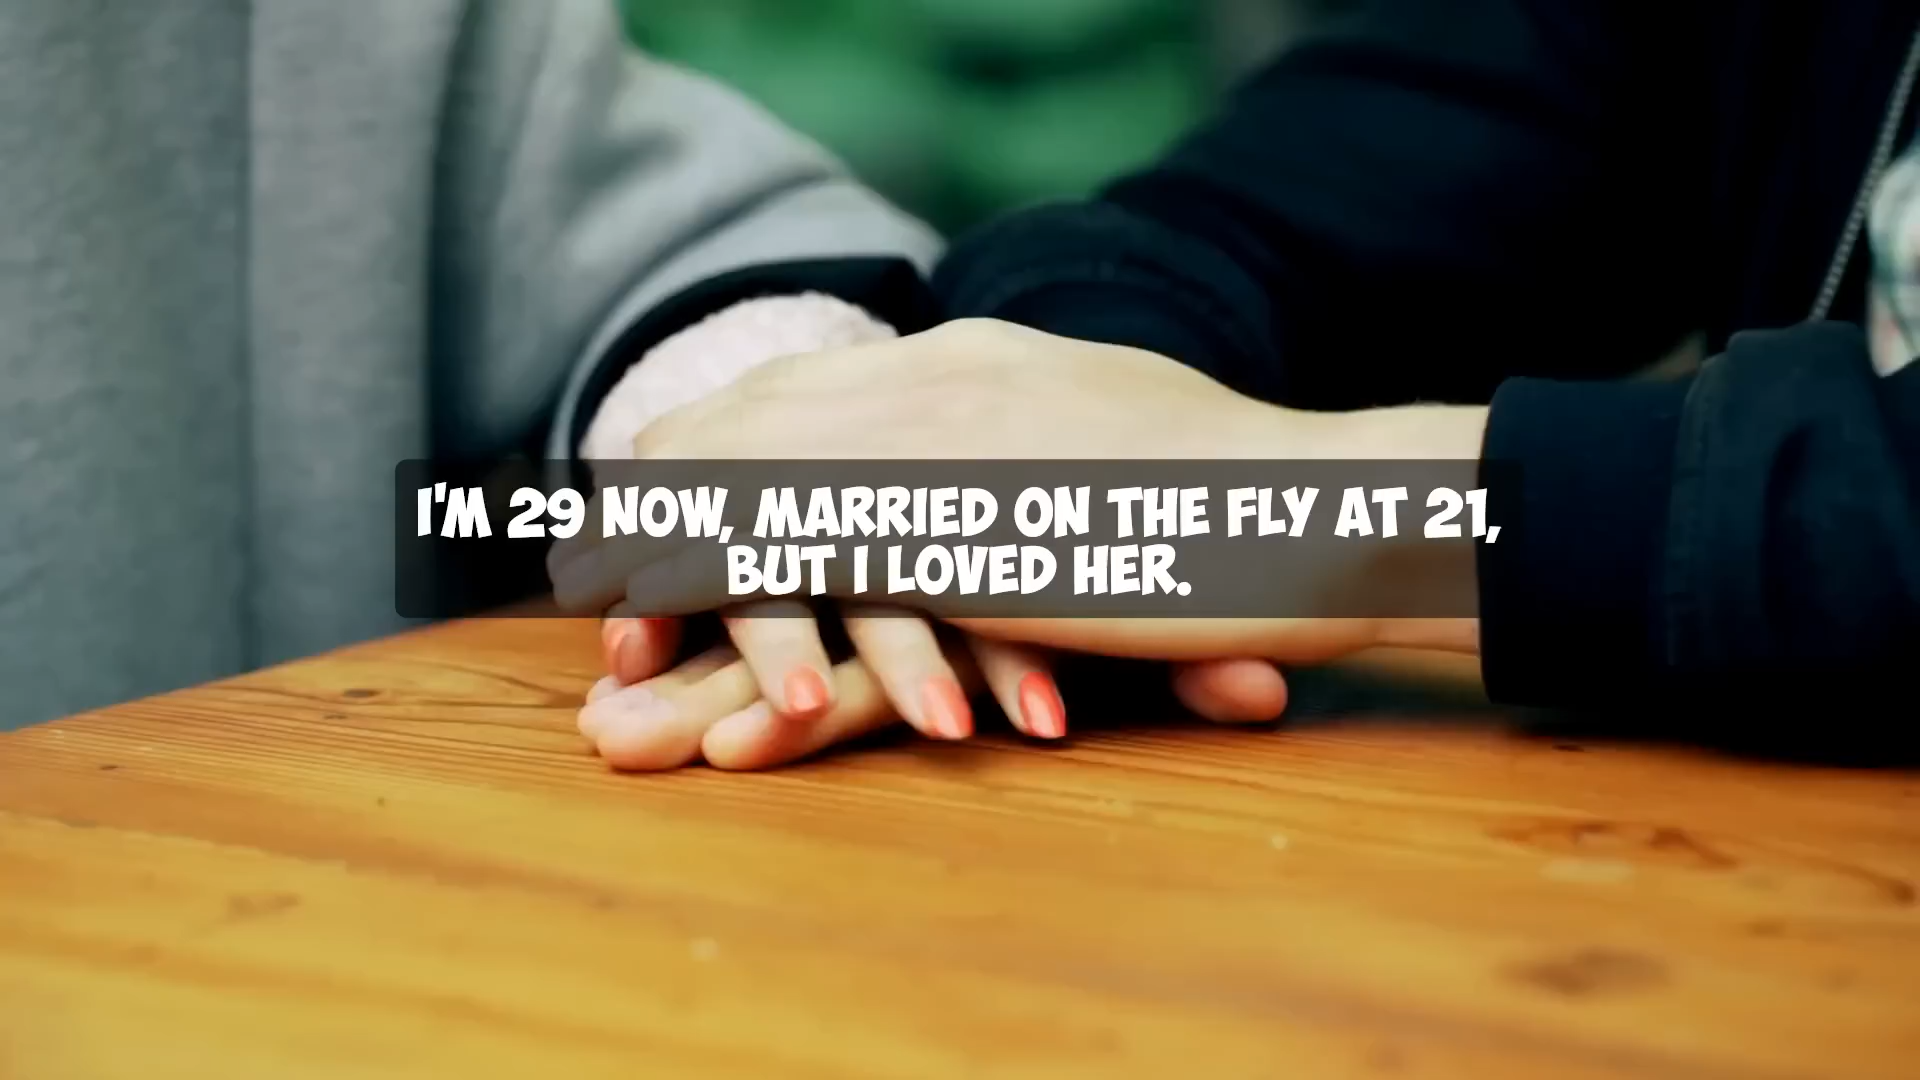 I'M 29 NOW, MARRIED ON THE FLY AT 21,
BUT I LOVED HER.